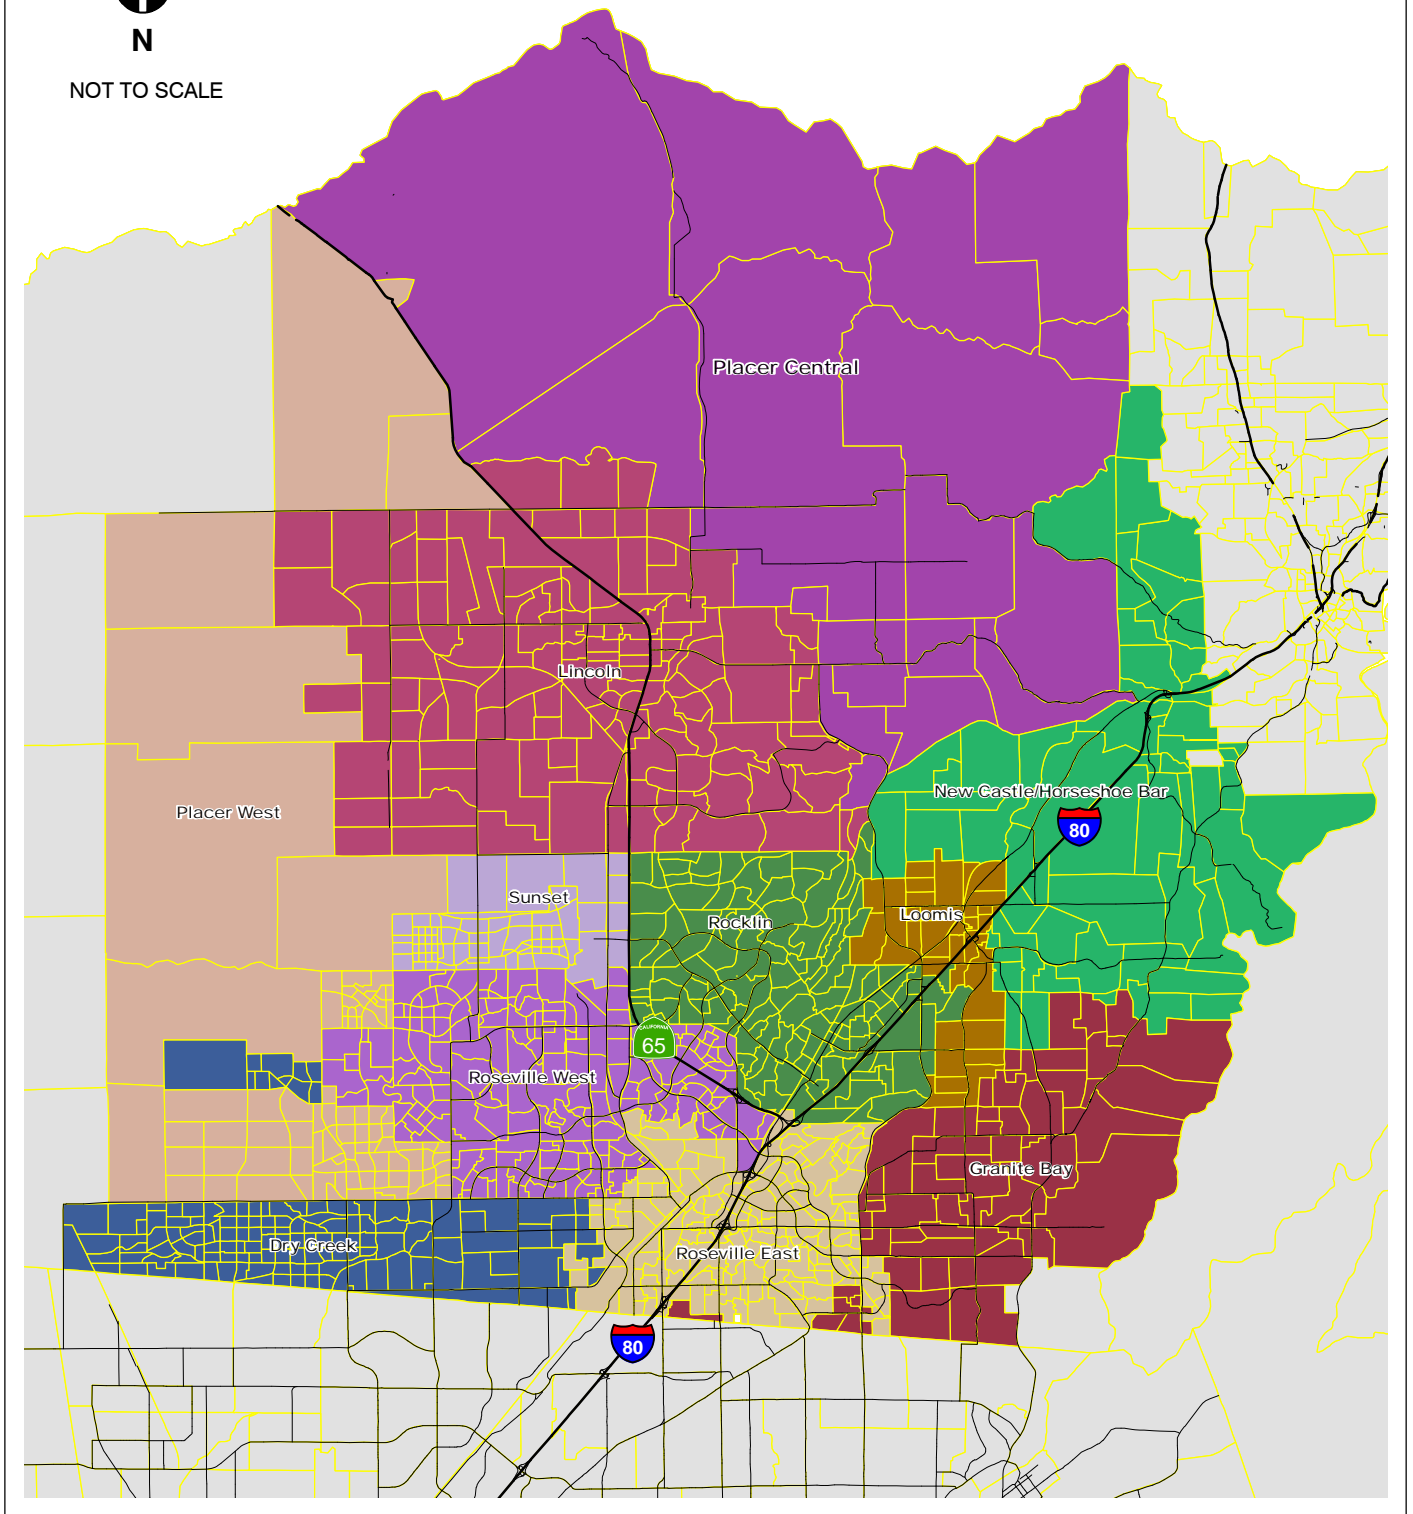 N
NOT TO SCALE
Placer Central
Lincoln
New Castle/Horseshoe Bar
80
Placer West
Sunset
Rocklin
Loomis
CALIFORNIA
65
Roseville West
Granite Bay
Dry Creek
Roseville East
80